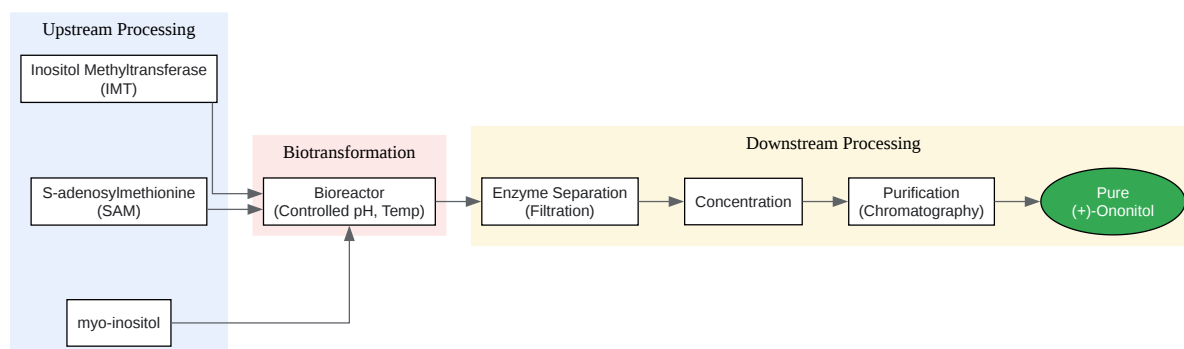 Upstream Processing
Inositol Methyltransferase
(IMT)
S-adenosylmethionine
(SAM)
myo-inositol
Biotransformation
Bioreactor
(Controlled pH, Temp)
Downstream Processing
Enzyme Separation
(Filtration)
Concentration
Purification
(Chromatography)
Pure
(+)-Ononitol